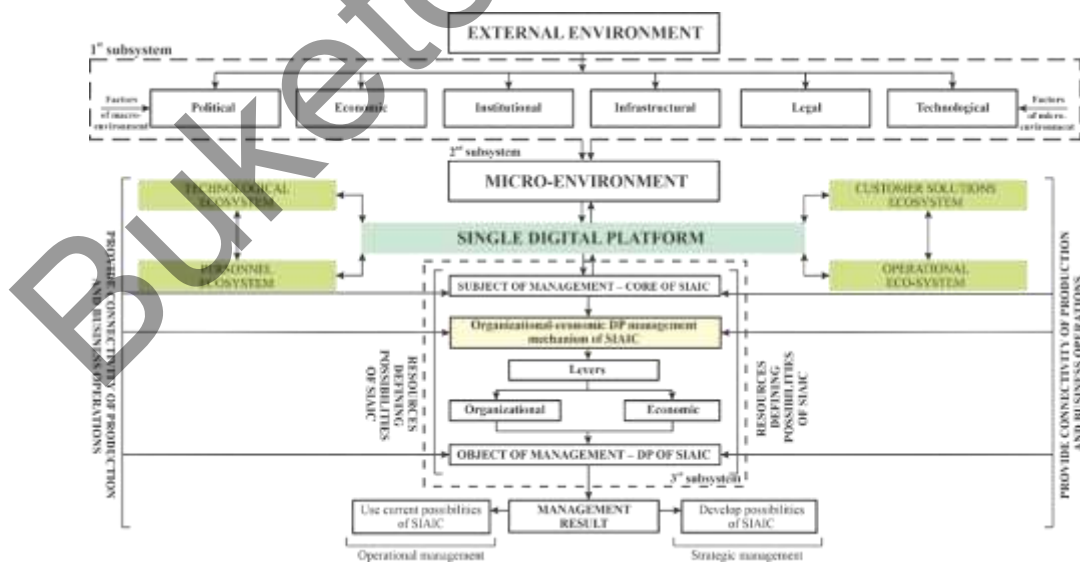 EXTERNAL ENVIRONMENT
1st subsystem
Factors
of macro-
environment
Political
Economic
Institutional
Infrastructural
Legal
Technological
Factors
of micro-
environment
2nd subsystem
MICRO-ENVIRONMENT
TECHNOLOGICAL
ECOSYSTEM
CUSTOMER SOLUTIONS
ECOSYSTEM
SINGLE DIGITAL PLATFORM
PERSONNEL
ECOSYSTEM
OPERATIONAL
ECO-SYSTEM
PROVIDE CONNECTIVITY OF PRODUCTION
AND BUSINESS OPERATIONS
SUBJECT OF MANAGEMENT – CORE OF SIAIC
Organizational-economic DP management
mechanism of SIAIC
Levers
Organizational
Economic
RESOURCES
DEFINING
POSSIBILITIES
OF SIAIC
RESOURCES
DEFINING
POSSIBILITIES
OF SIAIC
OBJECT OF MANAGEMENT – DP OF SIAIC
3rd subsystem
PROVIDE CONNECTIVITY OF PRODUCTION
AND BUSINESS OPERATIONS
Use current possibilities
of SIAIC
MANAGEMENT
RESULT
Develop possibilities
of SIAIC
Operational management
Strategic management
Buketo